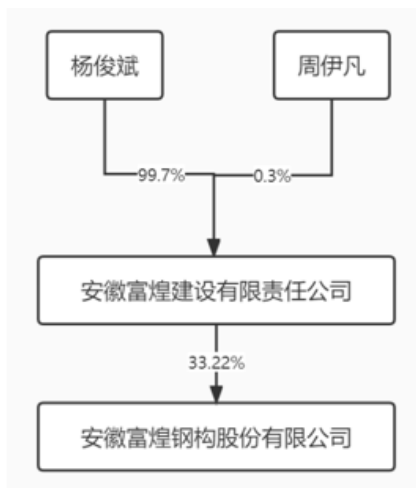 杨俊斌
周伊凡
99.7%
0.3%
安徽富煌建设有限责任公司
33.22%
安徽富煌钢构股份有限公司